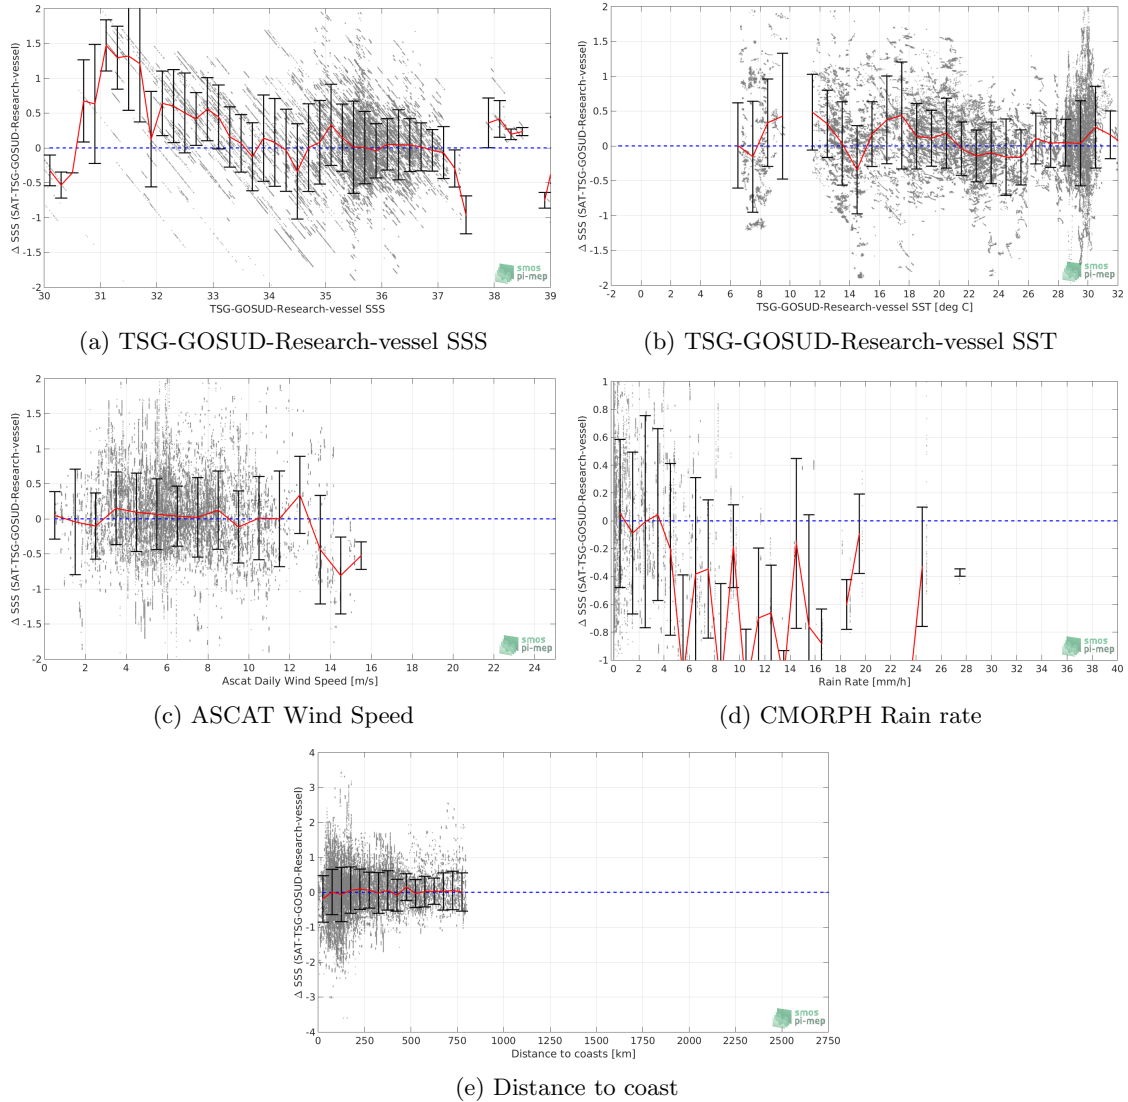 Δ SSS (SAT-TSG-GOSUD-Research-vessel)
2
1.5
1
0.5
0
-0.5
-1
-1.5
-2
30 31 32 33 34 35 36 37 38 39
TSG-GOSUD-Research-vessel SSS
smos
pi-mep
(a) TSG-GOSUD-Research-vessel SSS
Δ SSS (SAT-TSG-GOSUD-Research-vessel)
2
1.5
1
0.5
0
-0.5
-1
-1.5
-2
-2 0 2 4 6 8 10 12 14 16 18 20 22 24 26 28 30 32
TSG-GOSUD-Research-vessel SST [deg C]
smos
pi-mep
(b) TSG-GOSUD-Research-vessel SST
Δ SSS (SAT-TSG-GOSUD-Research-vessel)
2
1.5
1
0.5
0
-0.5
-1
-1.5
-2
0 2 4 6 8 10 12 14 16 18 20 22 24
Ascat Daily Wind Speed [m/s]
smos
pi-mep
(c) ASCAT Wind Speed
Δ SSS (SAT-TSG-GOSUD-Research-vessel)
1
0.8
0.6
0.4
0.2
0
-0.2
-0.4
-0.6
-0.8
-1
0 2 4 6 8 10 12 14 16 18 20 22 24 26 28 30 32 34 36 38 40
Rain Rate [mm/h]
smos
pi-mep
(d) CMORPH Rain rate
Δ SSS (SAT-TSG-GOSUD-Research-vessel)
4
3
2
1
0
-1
-2
-3
-4
0 250 500 750 1000 1250 1500 1750 2000 2250 2500 2750
Distance to coasts [km]
smos
pi-mep
(e) Distance to coast